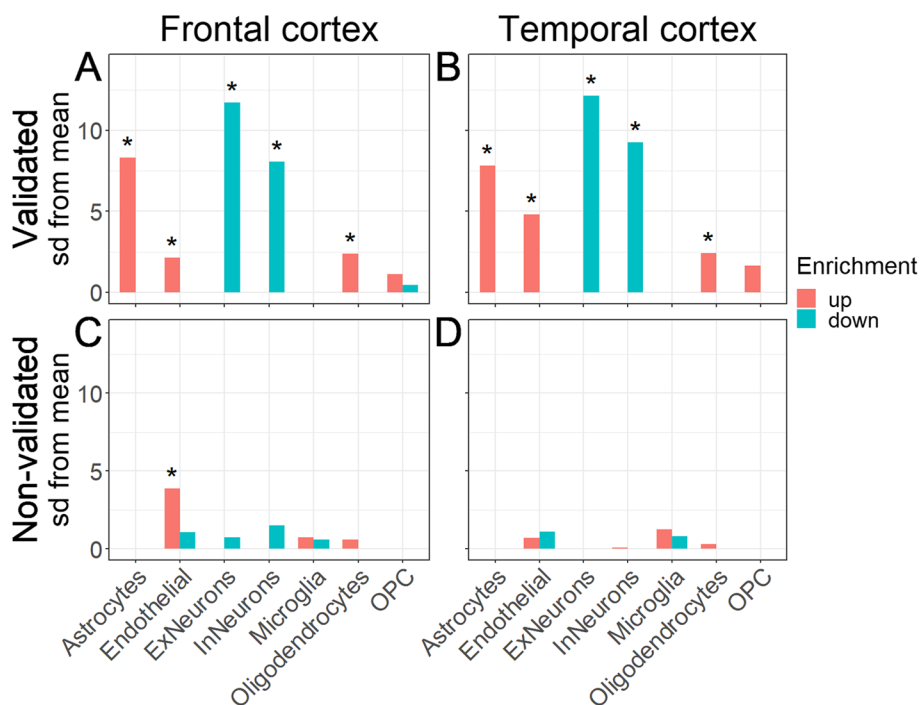 Frontal cortex
Temporal cortex
A
B
Validated
sd from mean
10
5
0
* * * * *
* * * * *
Enrichment
up
down
C
D
Non-validated
sd from mean
10
5
0
*
Astrocytes
Endothelial
ExNeurons
InNeurons
Microglia
Oligodendrocytes
OPC
Astrocytes
Endothelial
ExNeurons
InNeurons
Microglia
Oligodendrocytes
OPC